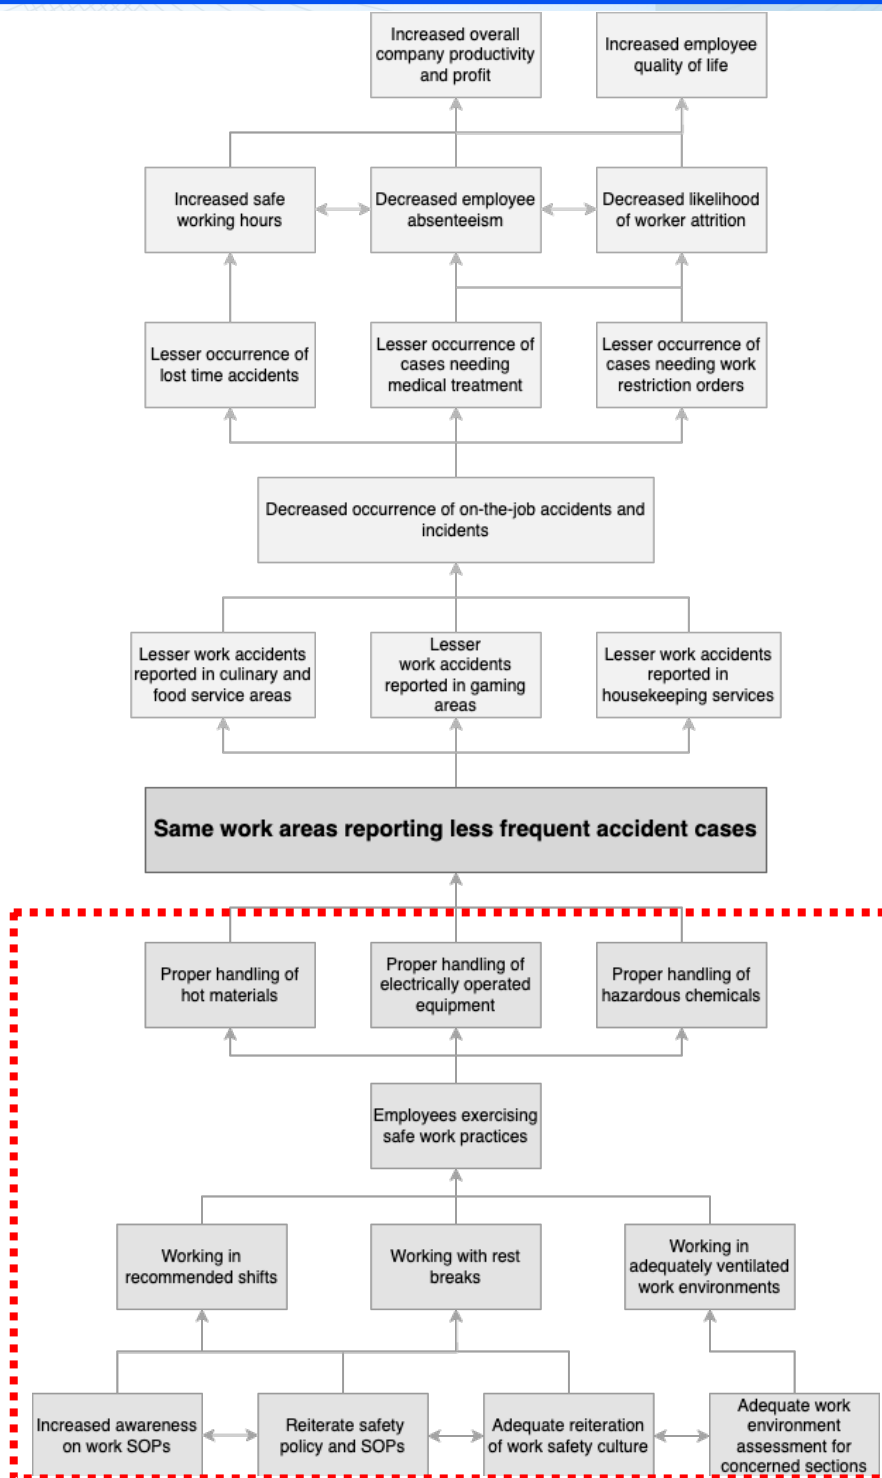 Increased overall
company productivity
and profit
Increased employee
quality of life
Increased safe
working hours
Decreased employee
absenteeism
Decreased likelihood
of worker attrition
Lesser occurrence of
lost time accidents
Lesser occurrence of
cases needing
medical treatment
Lesser occurrence of
cases needing work
restriction orders
Decreased occurrence of on-the-job accidents and
incidents
Lesser work accidents
reported in culinary and
food service areas
Lesser
work accidents
reported in gaming
areas
Lesser work accidents
reported in
housekeeping services
Same work areas reporting less frequent accident cases
Proper handling of
hot materials
Proper handling of
electrically operated
equipment
Proper handling of
hazardous chemicals
Employees exercising
safe work practices
Working in
recommended shifts
Working with rest
breaks
Working in
adequately ventilated
work environments
Increased awareness
on work SOPs
Reiterate safety
policy and SOPs
Adequate reiteration
of work safety culture
Adequate work
environment
assessment for
concerned sections